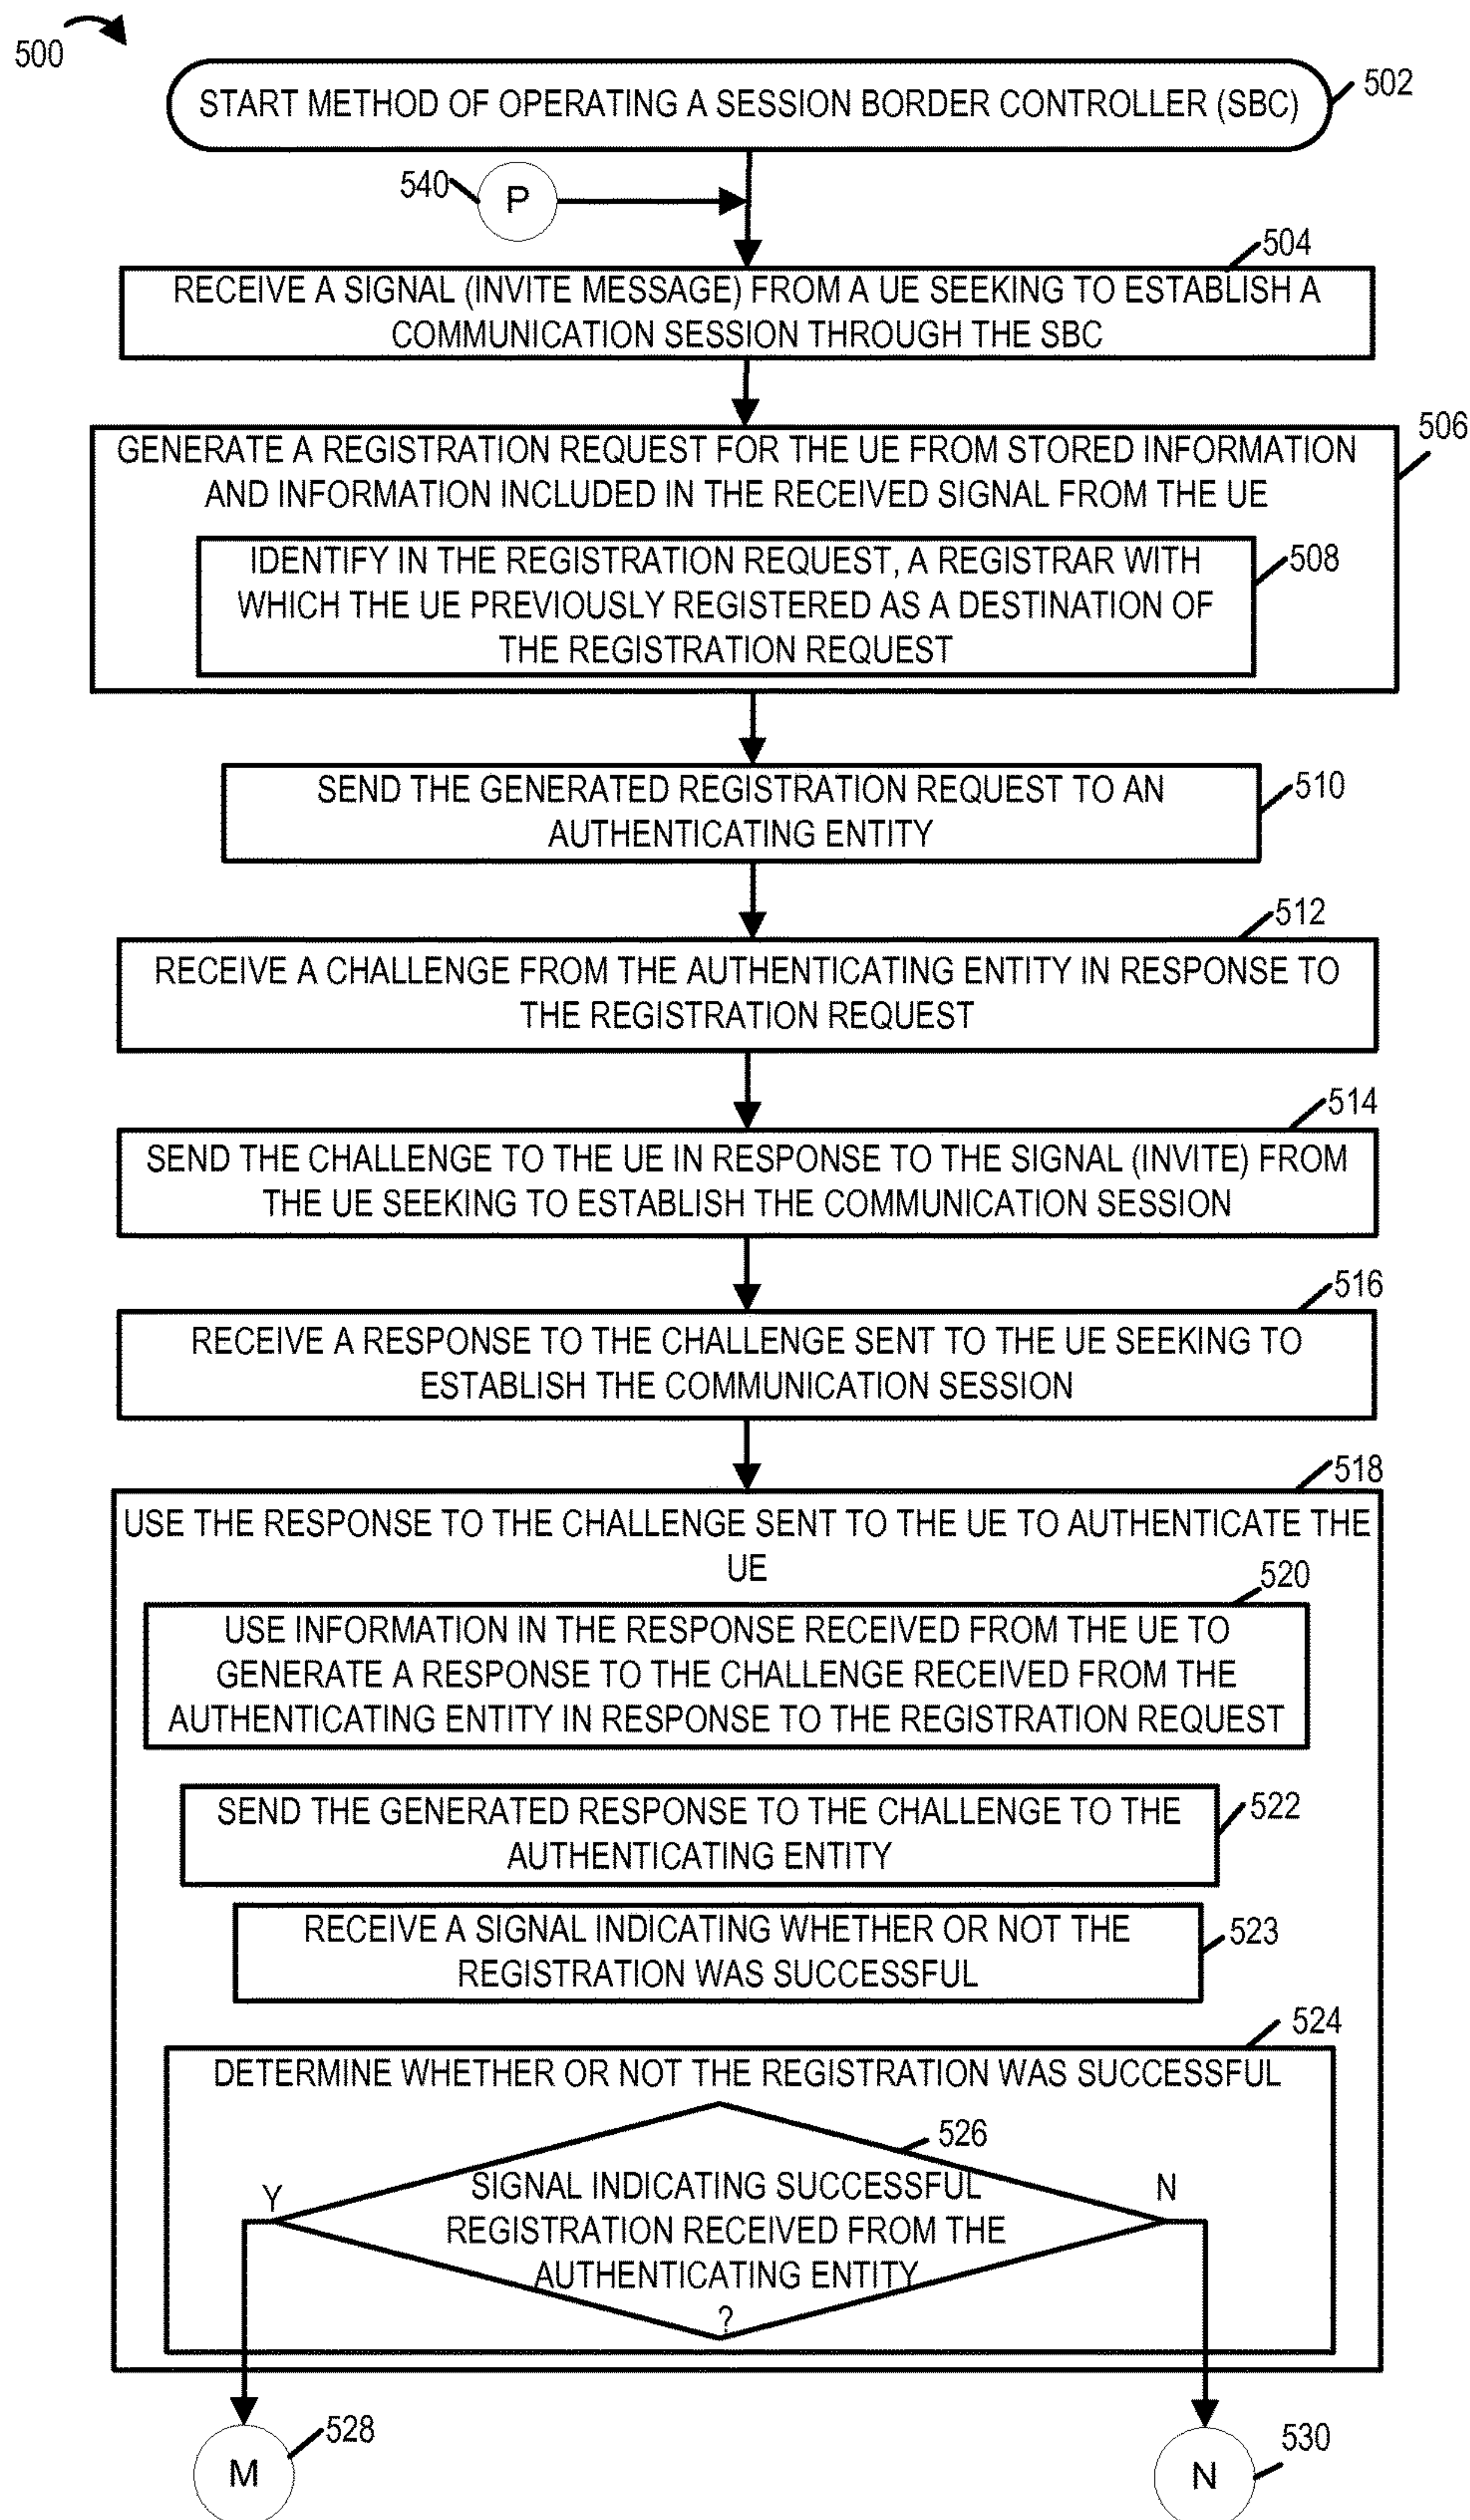 500
START METHOD OF OPERATING A SESSION BORDER CONTROLLER (SBC)
502
540
P
504
RECEIVE A SIGNAL (INVITE MESSAGE) FROM A UE SEEKING TO ESTABLISH A
COMMUNICATION SESSION THROUGH THE SBC
506
GENERATE A REGISTRATION REQUEST FOR THE UE FROM STORED INFORMATION
AND INFORMATION INCLUDED IN THE RECEIVED SIGNAL FROM THE UE
IDENTIFY IN THE REGISTRATION REQUEST, A REGISTRAR WITH
WHICH THE UE PREVIOUSLY REGISTERED AS A DESTINATION OF
THE REGISTRATION REQUEST
508
SEND THE GENERATED REGISTRATION REQUEST TO AN
AUTHENTICATING ENTITY
510
512
RECEIVE A CHALLENGE FROM THE AUTHENTICATING ENTITY IN RESPONSE TO
THE REGISTRATION REQUEST
514
SEND THE CHALLENGE TO THE UE IN RESPONSE TO THE SIGNAL (INVITE) FROM
THE UE SEEKING TO ESTABLISH THE COMMUNICATION SESSION
516
RECEIVE A RESPONSE TO THE CHALLENGE SENT TO THE UE SEEKING TO
ESTABLISH THE COMMUNICATION SESSION
518
USE THE RESPONSE TO THE CHALLENGE SENT TO THE UE TO AUTHENTICATE THE
UE
520
USE INFORMATION IN THE RESPONSE RECEIVED FROM THE UE TO
GENERATE A RESPONSE TO THE CHALLENGE RECEIVED FROM THE
AUTHENTICATING ENTITY IN RESPONSE TO THE REGISTRATION REQUEST
SEND THE GENERATED RESPONSE TO THE CHALLENGE TO THE
AUTHENTICATING ENTITY
522
RECEIVE A SIGNAL INDICATING WHETHER OR NOT THE
REGISTRATION WAS SUCCESSFUL
523
524
DETERMINE WHETHER OR NOT THE REGISTRATION WAS SUCCESSFUL
526
Y
SIGNAL INDICATING SUCCESSFUL
REGISTRATION RECEIVED FROM THE
AUTHENTICATING ENTITY
?
N
M
528
N
530